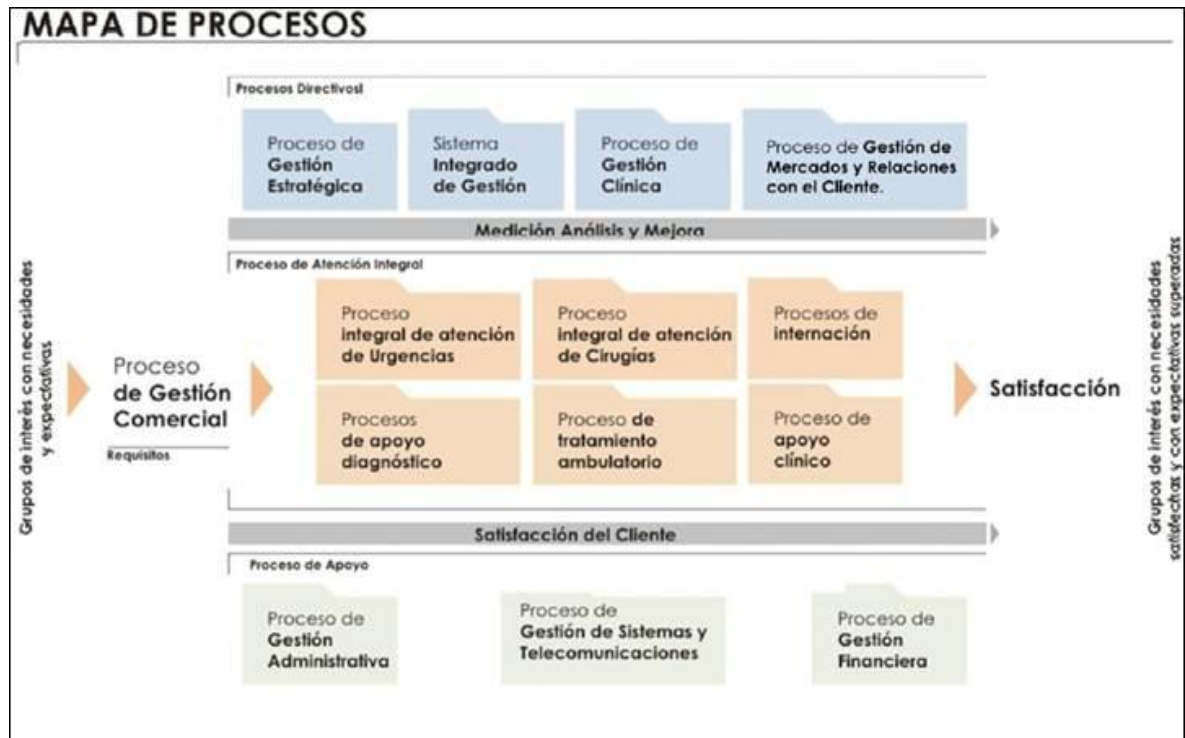 MAPA DE PROCESOS
Procesos Directivosl
Proceso de
Gestión
Estratégica
Sistema
Integrado
de Gestión
Proceso de
Gestión
Clínica
Proceso de Gestión de
Mercados y Relaciones
con el Cliente.
Medición Análisis y Mejora
Grupos de interés con necesidades
y expectativas
Proceso
de Gestión
Comercial
Requisitos
Proceso de Atención Integral
Proceso
integral de atención
de Urgencias
Proceso
integral de atención
de Cirugías
Procesos de
internación
Procesos
de apoyo
diagnóstico
Proceso de
tratamiento
ambulatorio
Proceso de
apoyo
clínico
Satisfacción
Grupos de interés con necesidades
satisfechas y con expectativas superadas
Satisfacción del Cliente
Proceso de Apoyo
Proceso de
Gestión
Administrativa
Proceso de
Gestión de Sistemas y
Telecomunicaciones
Proceso de
Gestión
Financiera